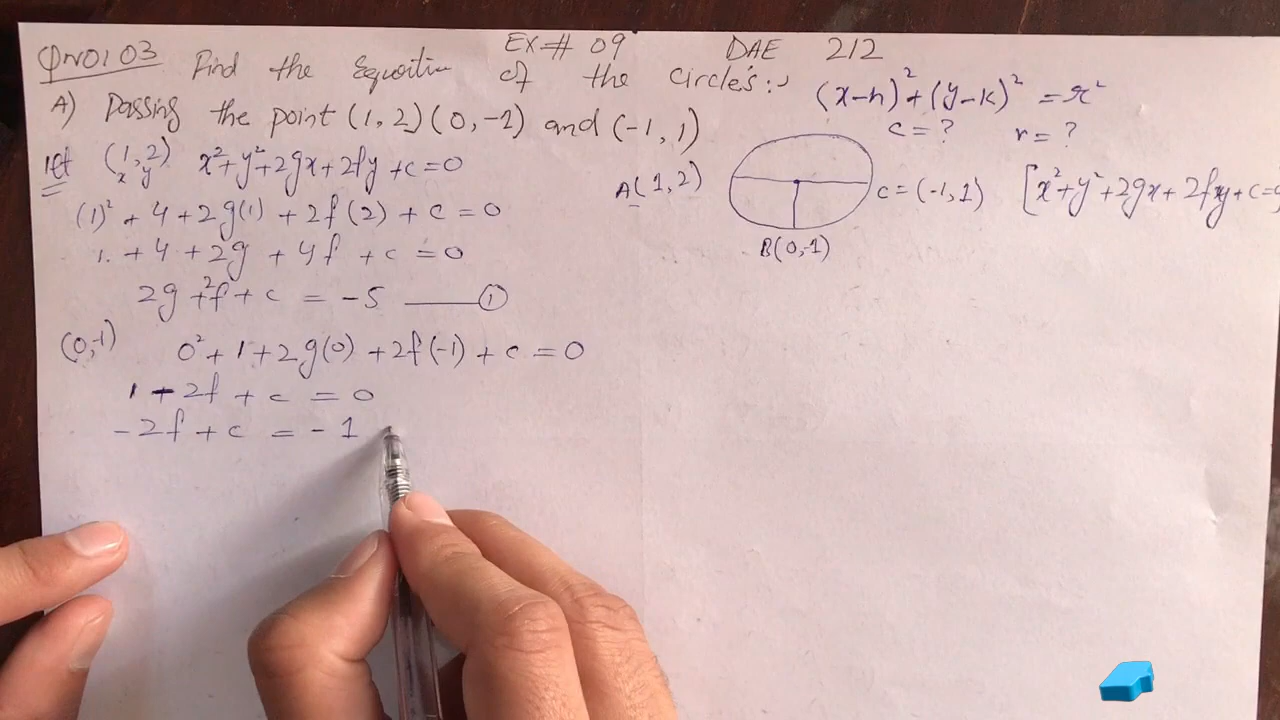 Ex# 09 DAE 212
QNO: 03 Find the Equation of the circle's:-
A) Passing the point (1, 2) (0, -1) and (-1, 1)
(x-h)² + (y-k)² = r²
c = ? r = ?
let (1, 2) x² + y² + 2gx + 2fy + c = 0
x y
A(1, 2)
c = (-1, 1)
B(0, -1)
[x² + y² + 2gx + 2fy + c =
(1)² + 4 + 2g(1) + 2f(2) + c = 0
1 + 4 + 2g + 4f + c = 0
2g + 2f + c = -5 ——— ①
(0, -1) 0² + 1 + 2g(0) + 2f(-1) + c = 0
1 - 2f + c = 0
-2f + c = -1